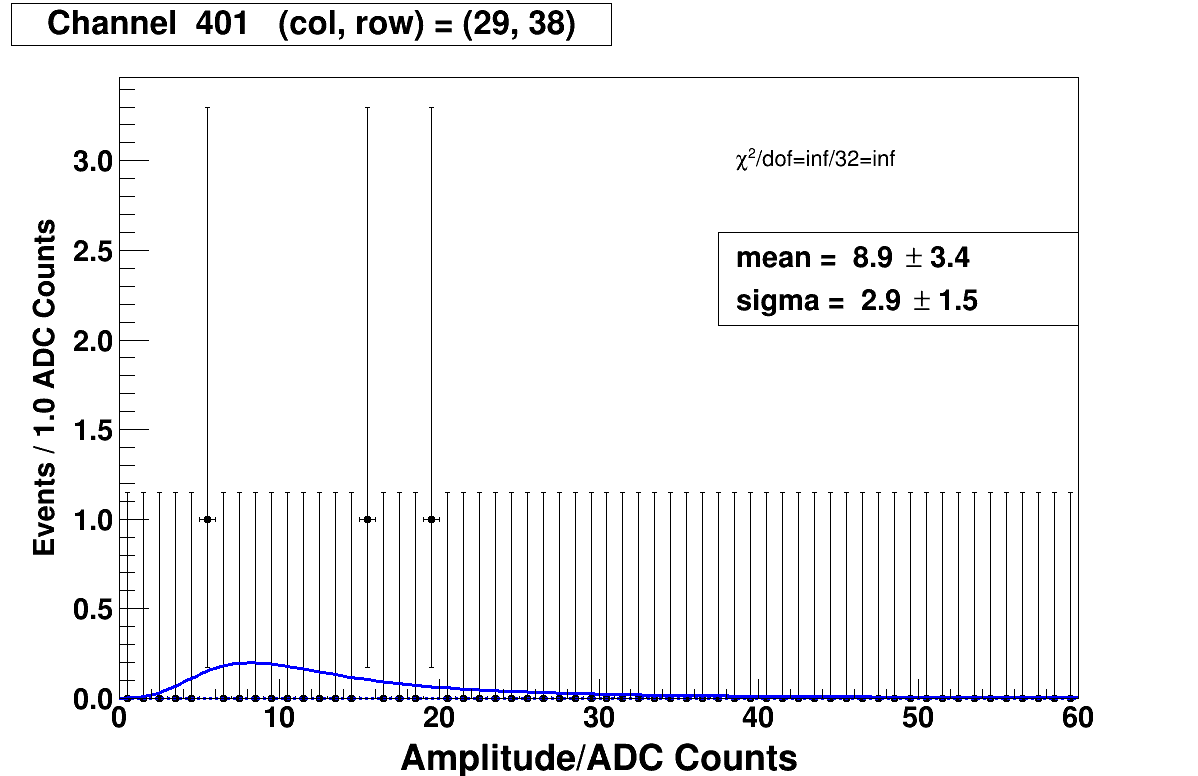 Channel 401 (col, row) = (29, 38)
χ²/dof=inf/32=inf
mean = 8.9 ± 3.4
sigma = 2.9 ± 1.5
Events / 1.0 ADC Counts
3.0
2.5
2.0
1.5
1.0
0.5
0.0
0 10 20 30 40 50 60
Amplitude/ADC Counts